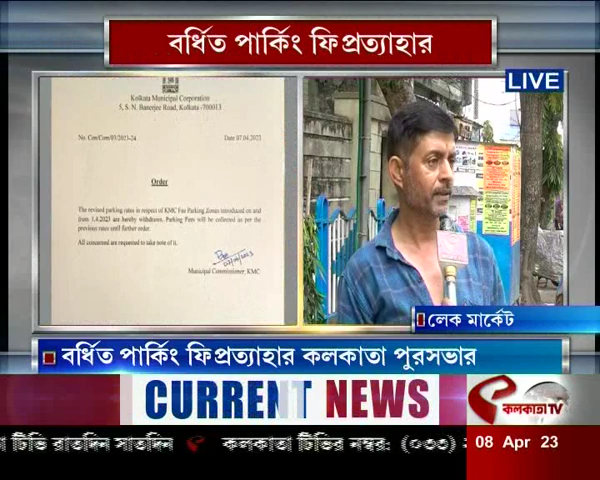 বর্ধিত পার্কিং ফি প্রত্যাহার
LIVE
Kolkata Municipal Corporation
5, S. N. Banerjee Road, Kolkata -700013
No. Com/Com/03/2023-24
Date 07.04.2023
Order
The revised parking rates in respect of KMC Fee Parking Zones introduced on and
from 1.4.2023 are hereby withdrawn. Parking Fees will be collected as per the
previous rates until further order.
All concerned are requested to take note of it.
Municipal Commissioner, KMC
লেক মার্কেট
বর্ধিত পার্কিং ফি প্রত্যাহার কলকাতা পুরসভার
CURRENT NEWS
কলকাতা TV
টিভি রাতদিন সাতদিন
কলকাতা টিভির নম্বর: (০৩৩)
08 Apr 23